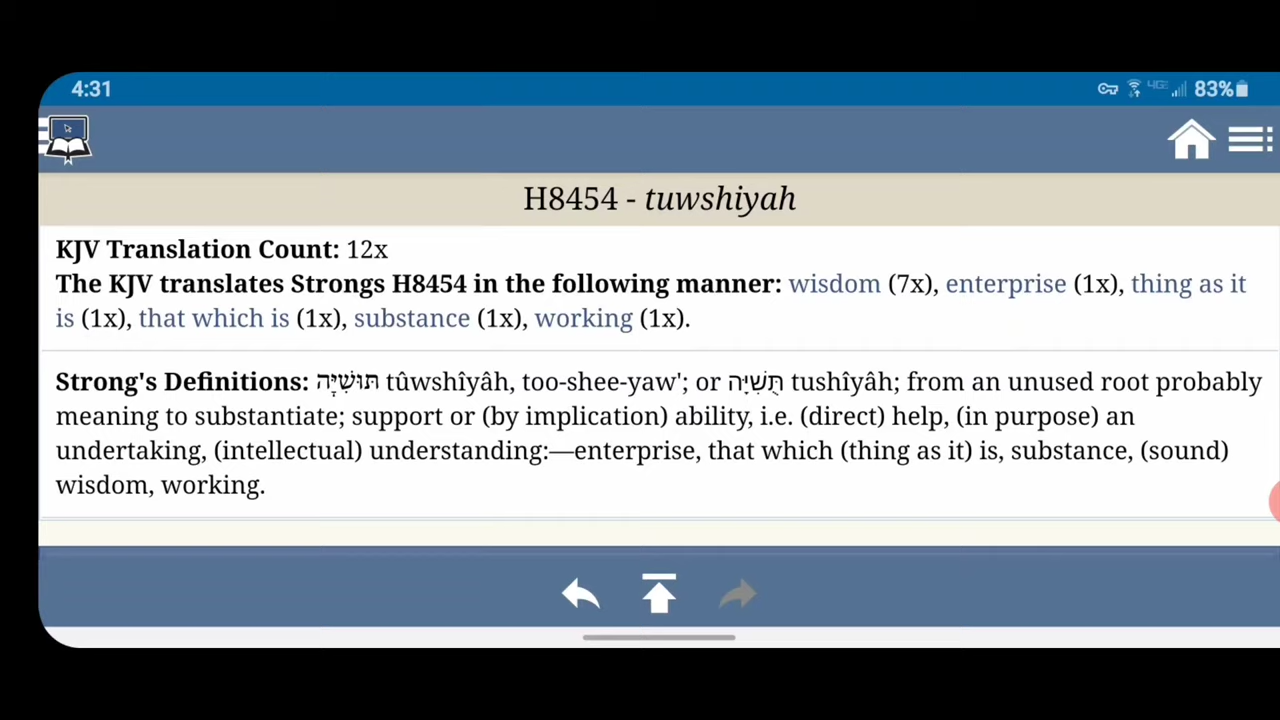 4:31
4G 83%
H8454 - tuwshiyah
KJV Translation Count: 12x
The KJV translates Strongs H8454 in the following manner: wisdom (7x), enterprise (1x), thing as it
is (1x), that which is (1x), substance (1x), working (1x).
Strong's Definitions: תּוּשִׁיָּה tûwshîyâh, too-shee-yaw'; or תֻּשִׁיָּה tushîyâh; from an unused root probably
meaning to substantiate; support or (by implication) ability, i.e. (direct) help, (in purpose) an
undertaking, (intellectual) understanding:—enterprise, that which (thing as it) is, substance, (sound)
wisdom, working.